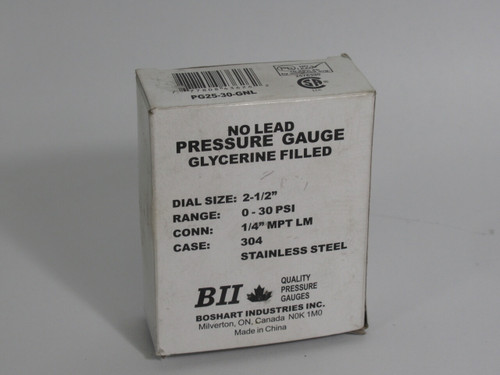 PG25-30-GNL
NO LEAD
PRESSURE GAUGE
GLYCERINE FILLED
DIAL SIZE: 2-1/2"
RANGE: 0 - 30 PSI
CONN: 1/4" MPT LM
CASE: 304
STAINLESS STEEL
BII
QUALITY
PRESSURE
GAUGES
BOSHART INDUSTRIES INC.
Milverton, ON, Canada N0K 1M0
Made in China